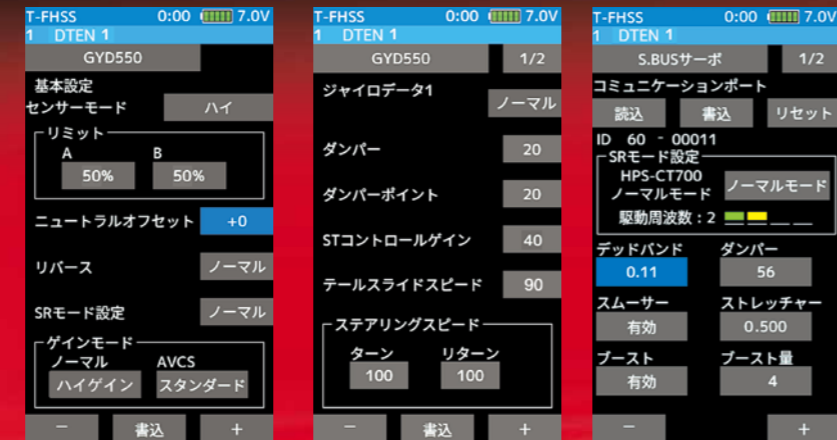 T-FHSS 0:00 7.0V
1 DTEN 1
GYD550
基本設定
センサーモード ハイ
リミット
A B
50% 50%
ニュートラルオフセット +0
リバース ノーマル
SRモード設定 ノーマル
ゲインモード
ノーマル AVCS
ハイゲイン スタンダード
− 書込 +
T-FHSS 0:00 7.0V
1 DTEN 1
GYD550 1/2
ジャイロデータ1 ノーマル
ダンパー 20
ダンパーポイント 20
STコントロールゲイン 40
テールスライドスピード 90
ステアリングスピード
ターン リターン
100 100
− 書込 +
T-FHSS 0:00 7.0V
1 DTEN 1
S.BUSサーボ 1/2
コミュニケーションポート
読込 書込 リセット
ID 60 - 00011
SRモード設定
HPS-CT700
ノーマルモード ノーマルモード
駆動周波数:2
デッドバンド ダンパー
0.11 56
スムーサー ストレッチャー
有効 0.500
ブースト ブースト量
有効 4
− +